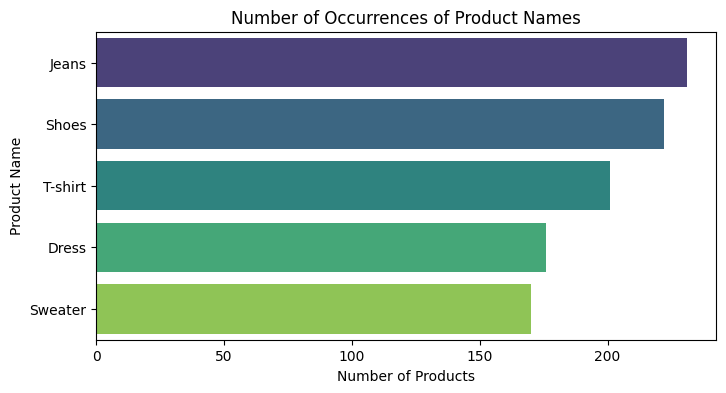 Number of Occurrences of Product Names
Product Name
Jeans
Shoes
T-shirt
Dress
Sweater
0 50 100 150 200
Number of Products